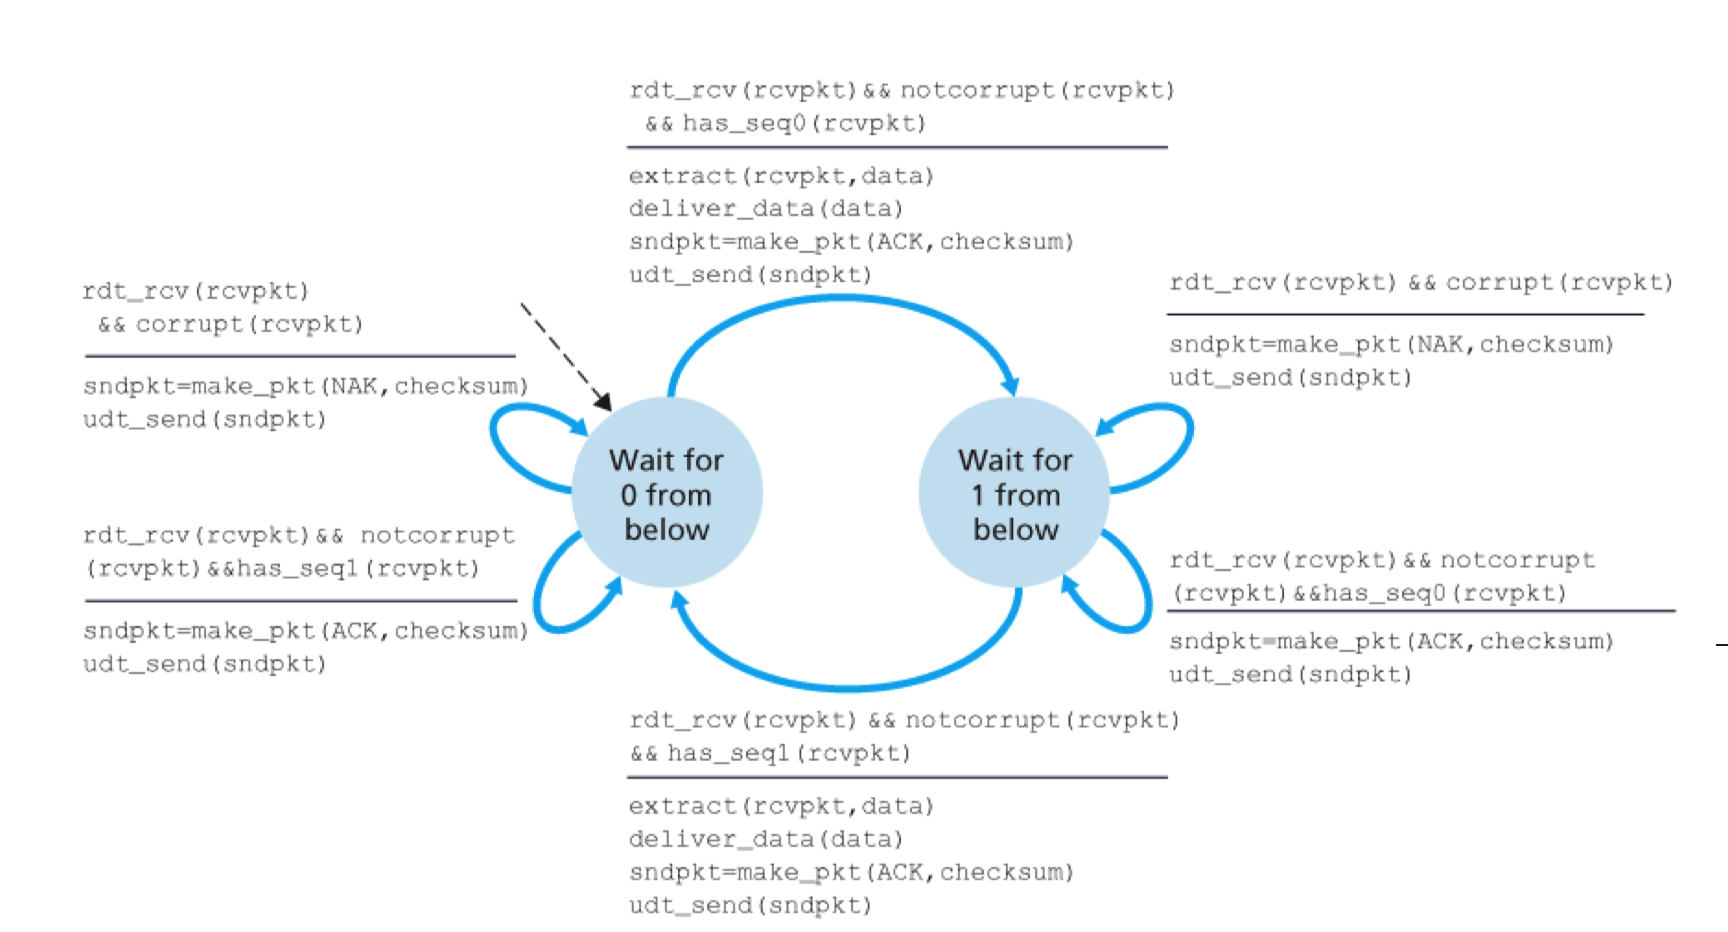 rdt_rcv(rcvpkt)&& notcorrupt(rcvpkt)
&& has_seq0(rcvpkt)
extract(rcvpkt,data)
deliver_data(data)
sndpkt=make_pkt(ACK,checksum)
udt_send(sndpkt)
rdt_rcv(rcvpkt)
&& corrupt(rcvpkt)
sndpkt=make_pkt(NAK,checksum)
udt_send(sndpkt)
rdt_rcv(rcvpkt) && corrupt(rcvpkt)
sndpkt=make_pkt(NAK,checksum)
udt_send(sndpkt)
Wait for
0 from
below
Wait for
1 from
below
rdt_rcv(rcvpkt)&& notcorrupt
(rcvpkt)&&has_seq1(rcvpkt)
sndpkt=make_pkt(ACK,checksum)
udt_send(sndpkt)
rdt_rcv(rcvpkt)&& notcorrupt
(rcvpkt)&&has_seq0(rcvpkt)
sndpkt=make_pkt(ACK,checksum)
udt_send(sndpkt)
rdt_rcv(rcvpkt) && notcorrupt(rcvpkt)
&& has_seq1(rcvpkt)
extract(rcvpkt,data)
deliver_data(data)
sndpkt=make_pkt(ACK,checksum)
udt_send(sndpkt)